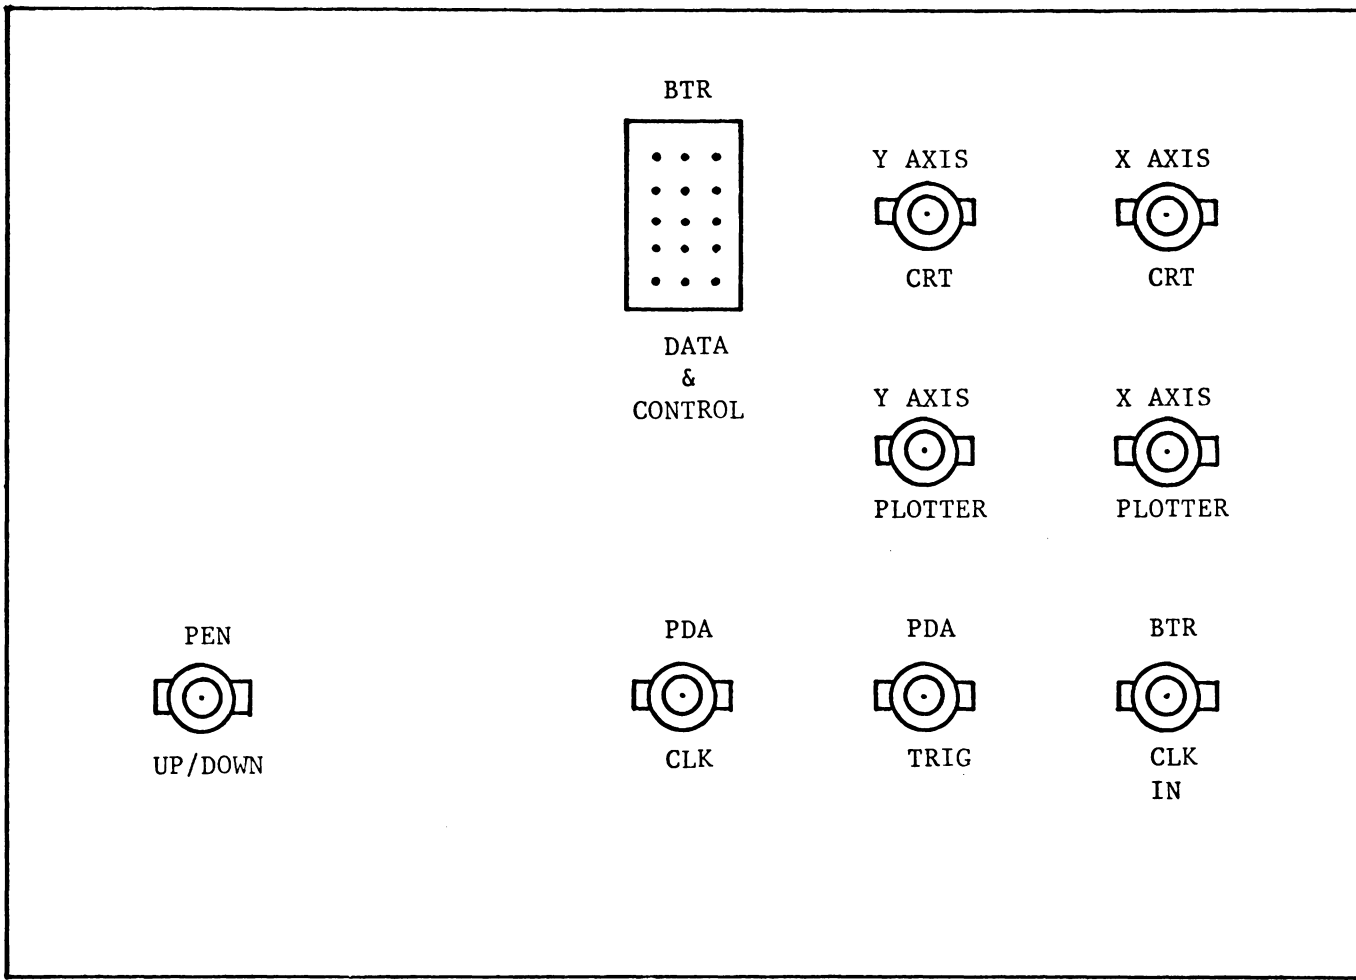 BTR
DATA
&
CONTROL
Y AXIS
CRT
X AXIS
CRT
Y AXIS
PLOTTER
X AXIS
PLOTTER
PEN
UP/DOWN
PDA
CLK
PDA
TRIG
BTR
CLK
IN